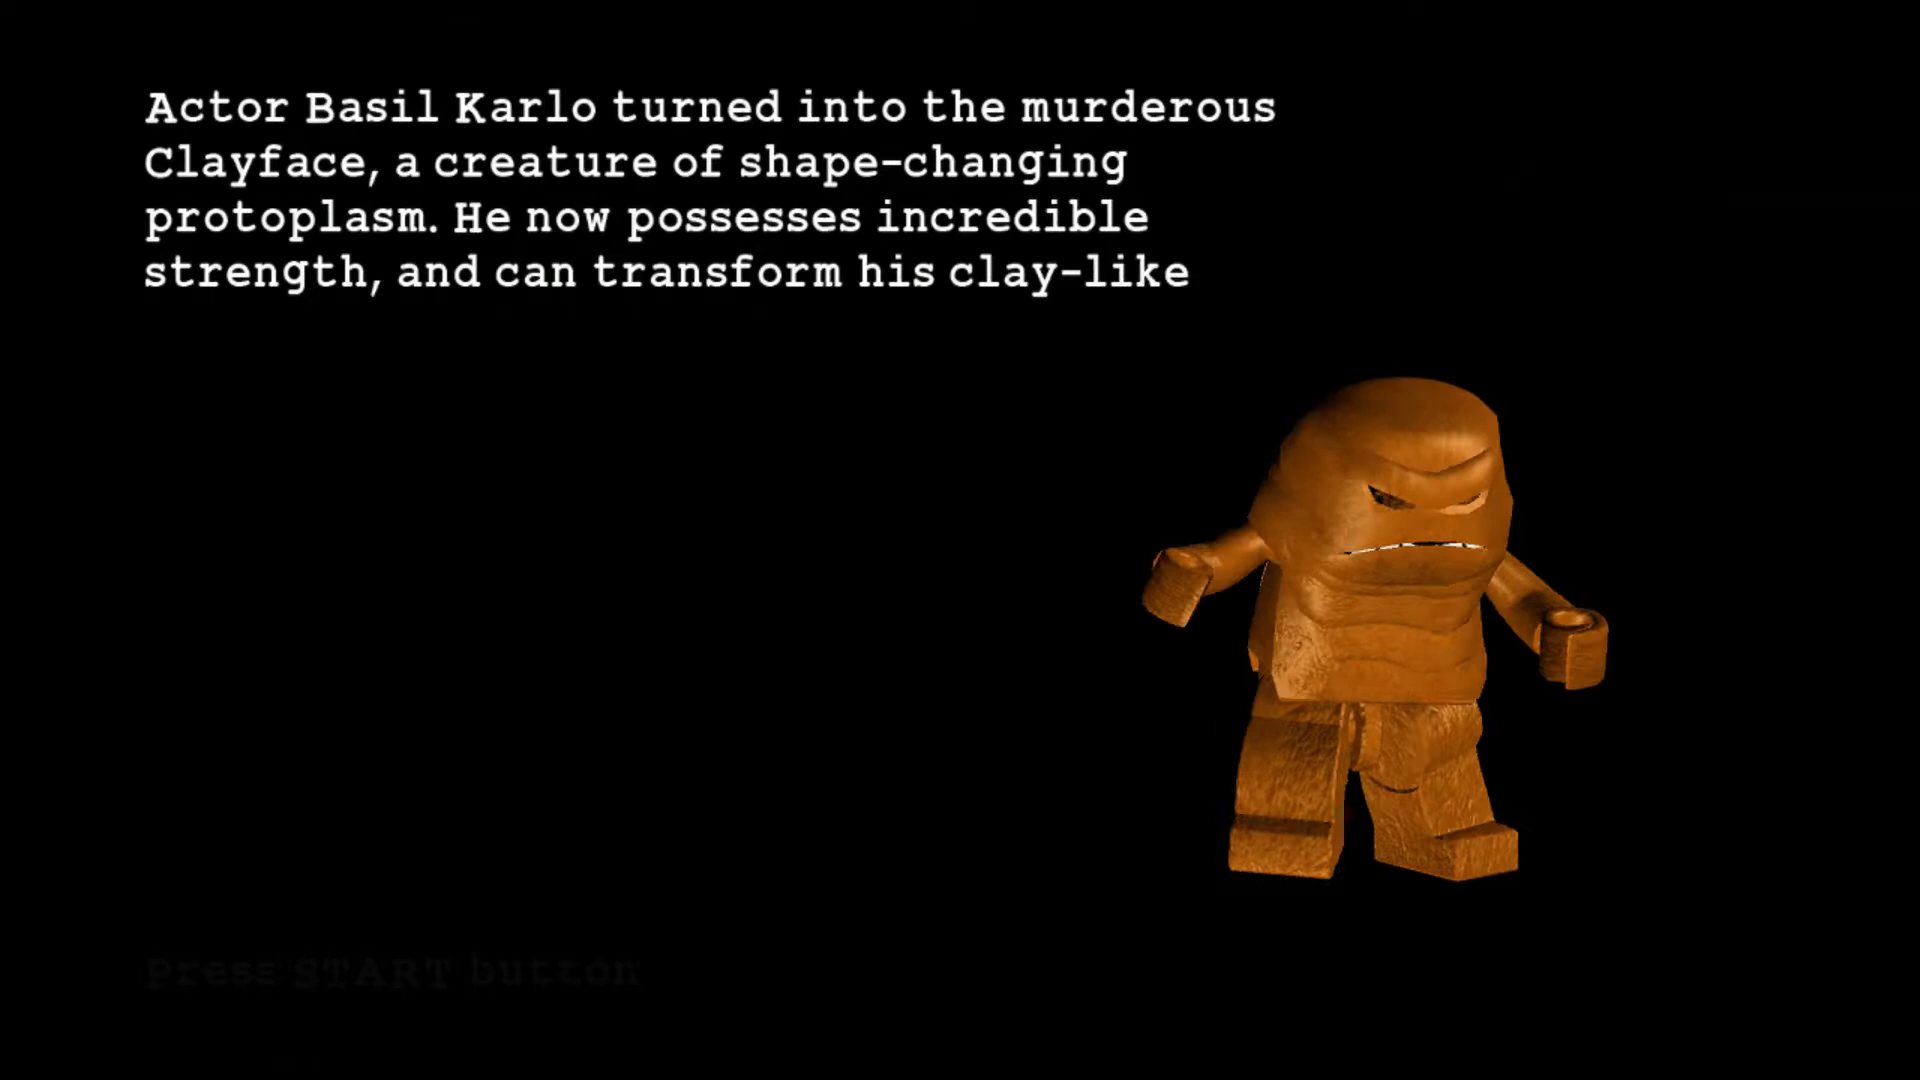 Actor Basil Karlo turned into the murderous
Clayface, a creature of shape-changing
protoplasm. He now possesses incredible
strength, and can transform his clay-like
Press START button